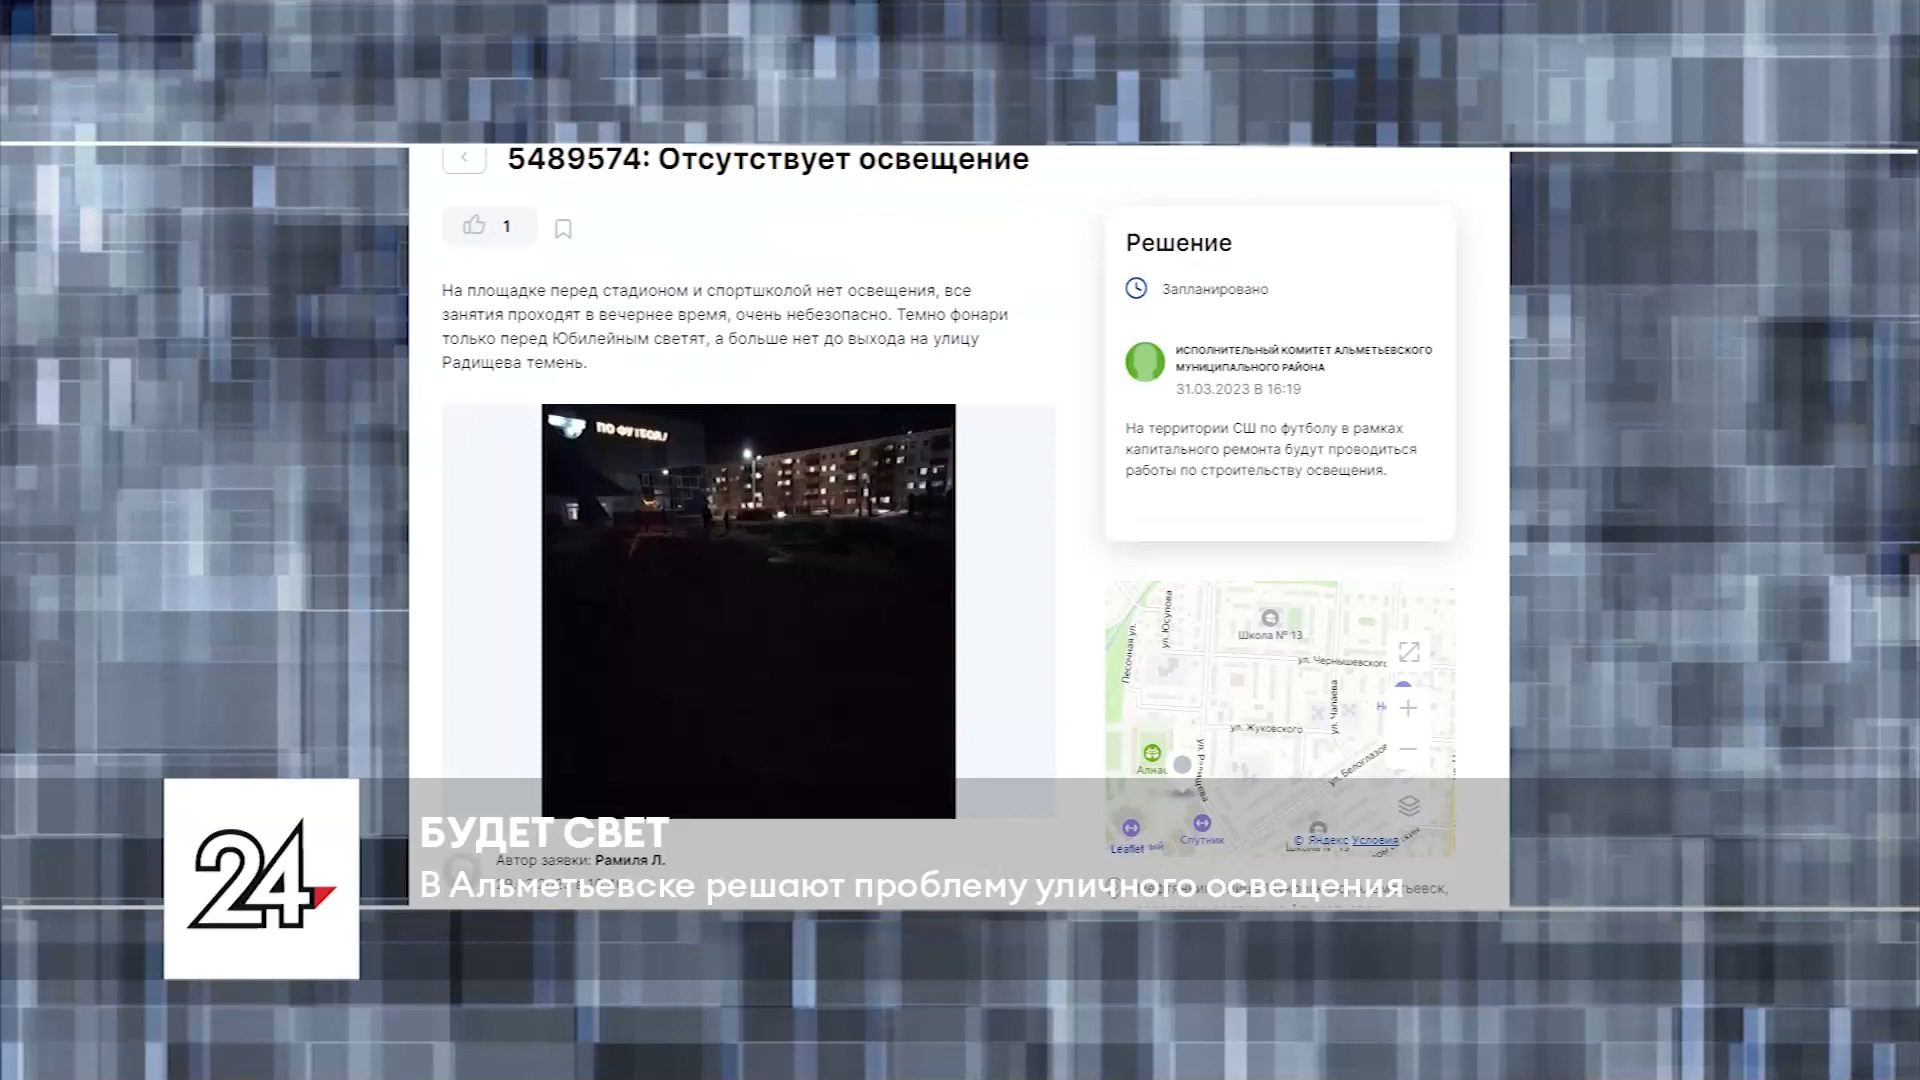 5489574: Отсутствует освещение
1
На площадке перед стадионом и спортшколой нет освещения, все
занятия проходят в вечернее время, очень небезопасно. Темно фонари
только перед Юбилейным светят, а больше нет до выхода на улицу
Радищева темень.
ПО ФУТБОЛУ
Решение
Запланировано
ИСПОЛНИТЕЛЬНЫЙ КОМИТЕТ АЛЬМЕТЬЕВСКОГО
МУНИЦИПАЛЬНОГО РАЙОНА
31.03.2023 В 16:19
На территории СШ по футболу в рамках
капитального ремонта будут проводиться
работы по строительству освещения.
ул. Юсупова
Песочная ул.
Школа № 13
ул. Чернышевского
ул. Чапаева
ул. Жуковского
ул. Белоглазов
Алнас
Спутник
Leaflet
© Яндекс Условия
Автор заявки: Рамиля Л.
24
БУДЕТ СВЕТ
В Альметьевске решают проблему уличного освещения